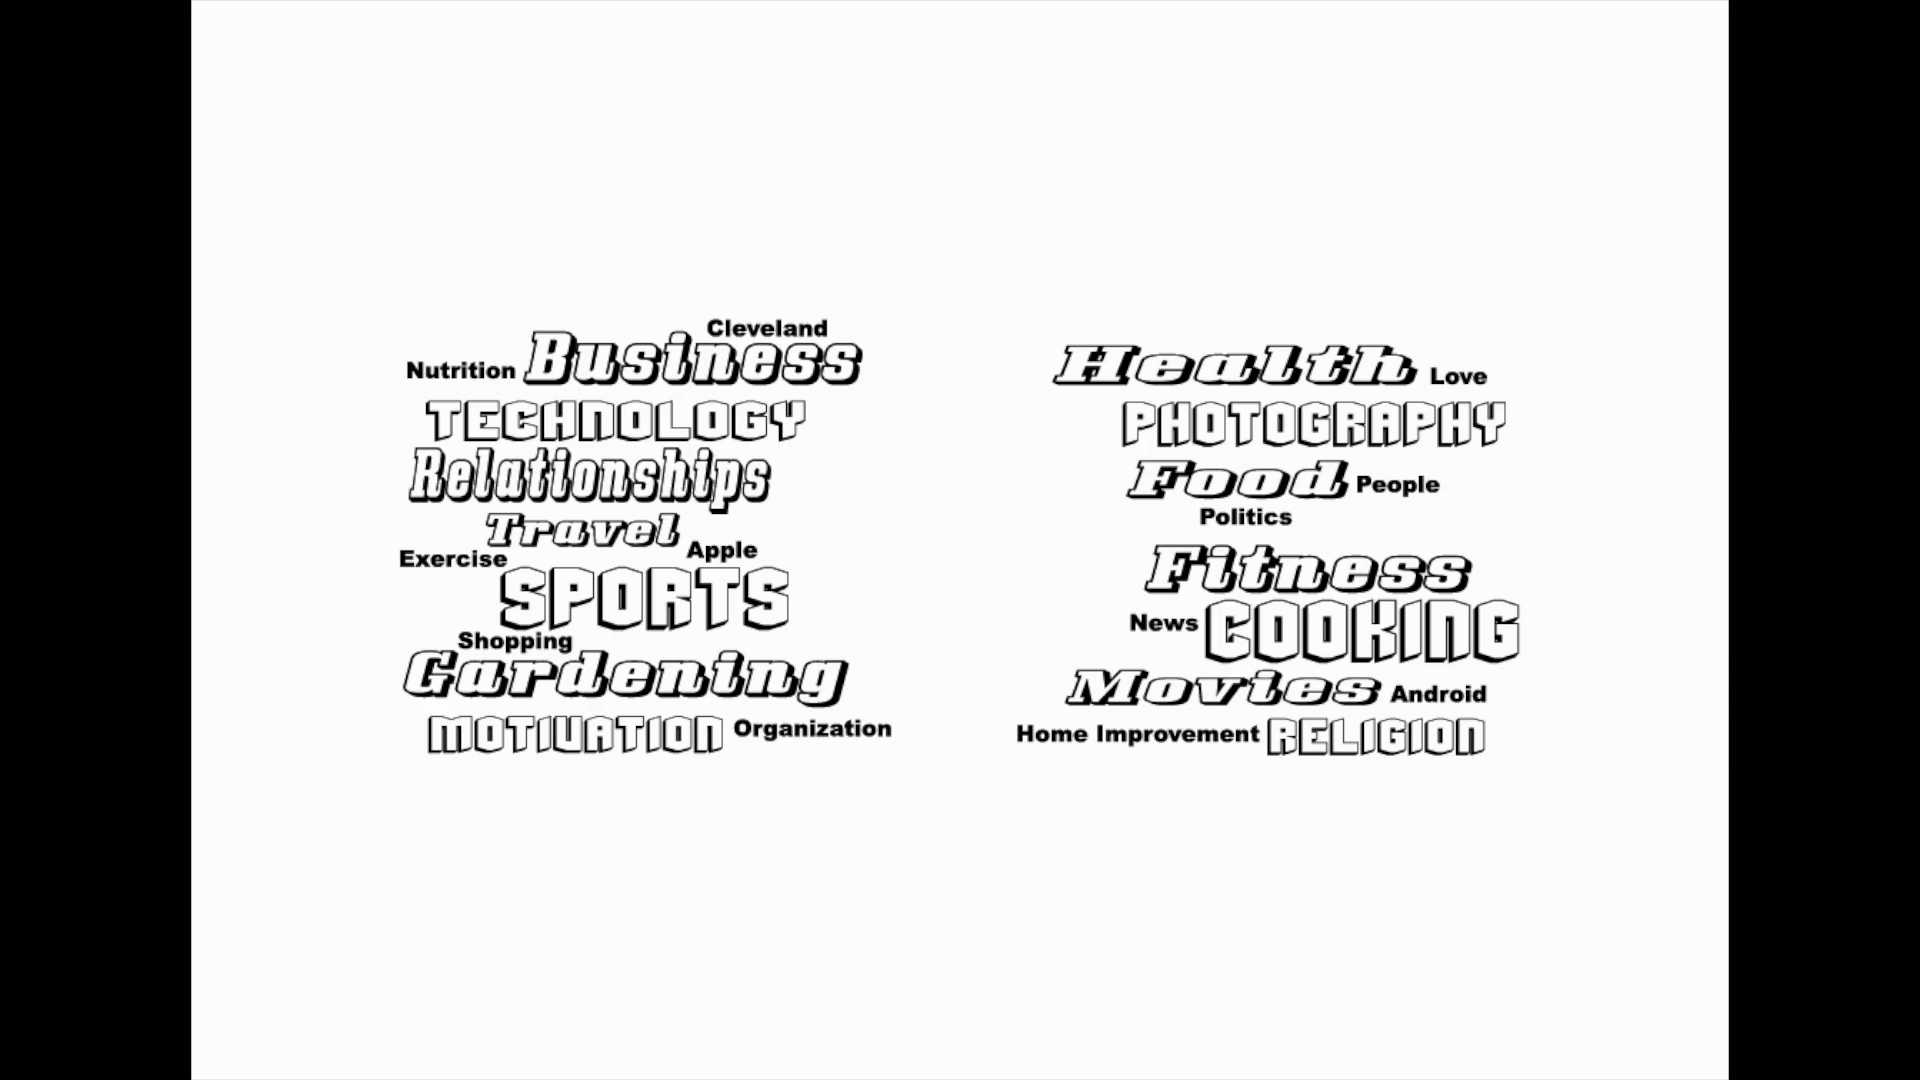 Cleveland
Nutrition Business
TECHNOLOGY
Relationships
Travel
Exercise Apple
SPORTS
Shopping
Gardening
MOTIVATION Organization
Health Love
PHOTOGRAPHY
Food People
Politics
Fitness
News COOKING
Movies Android
Home Improvement RELIGION